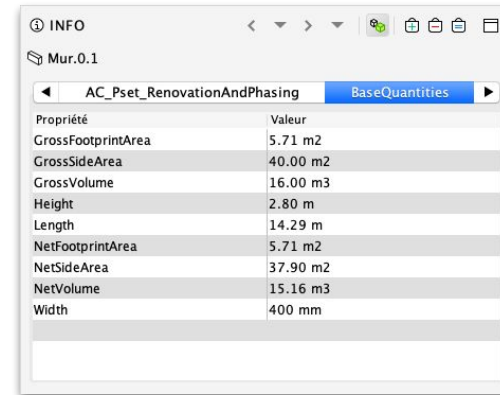 INFO
Mur.0.1
AC_Pset_RenovationAndPhasing BaseQuantities
Propriété Valeur
GrossFootprintArea 5.71 m2
GrossSideArea 40.00 m2
GrossVolume 16.00 m3
Height 2.80 m
Length 14.29 m
NetFootprintArea 5.71 m2
NetSideArea 37.90 m2
NetVolume 15.16 m3
Width 400 mm